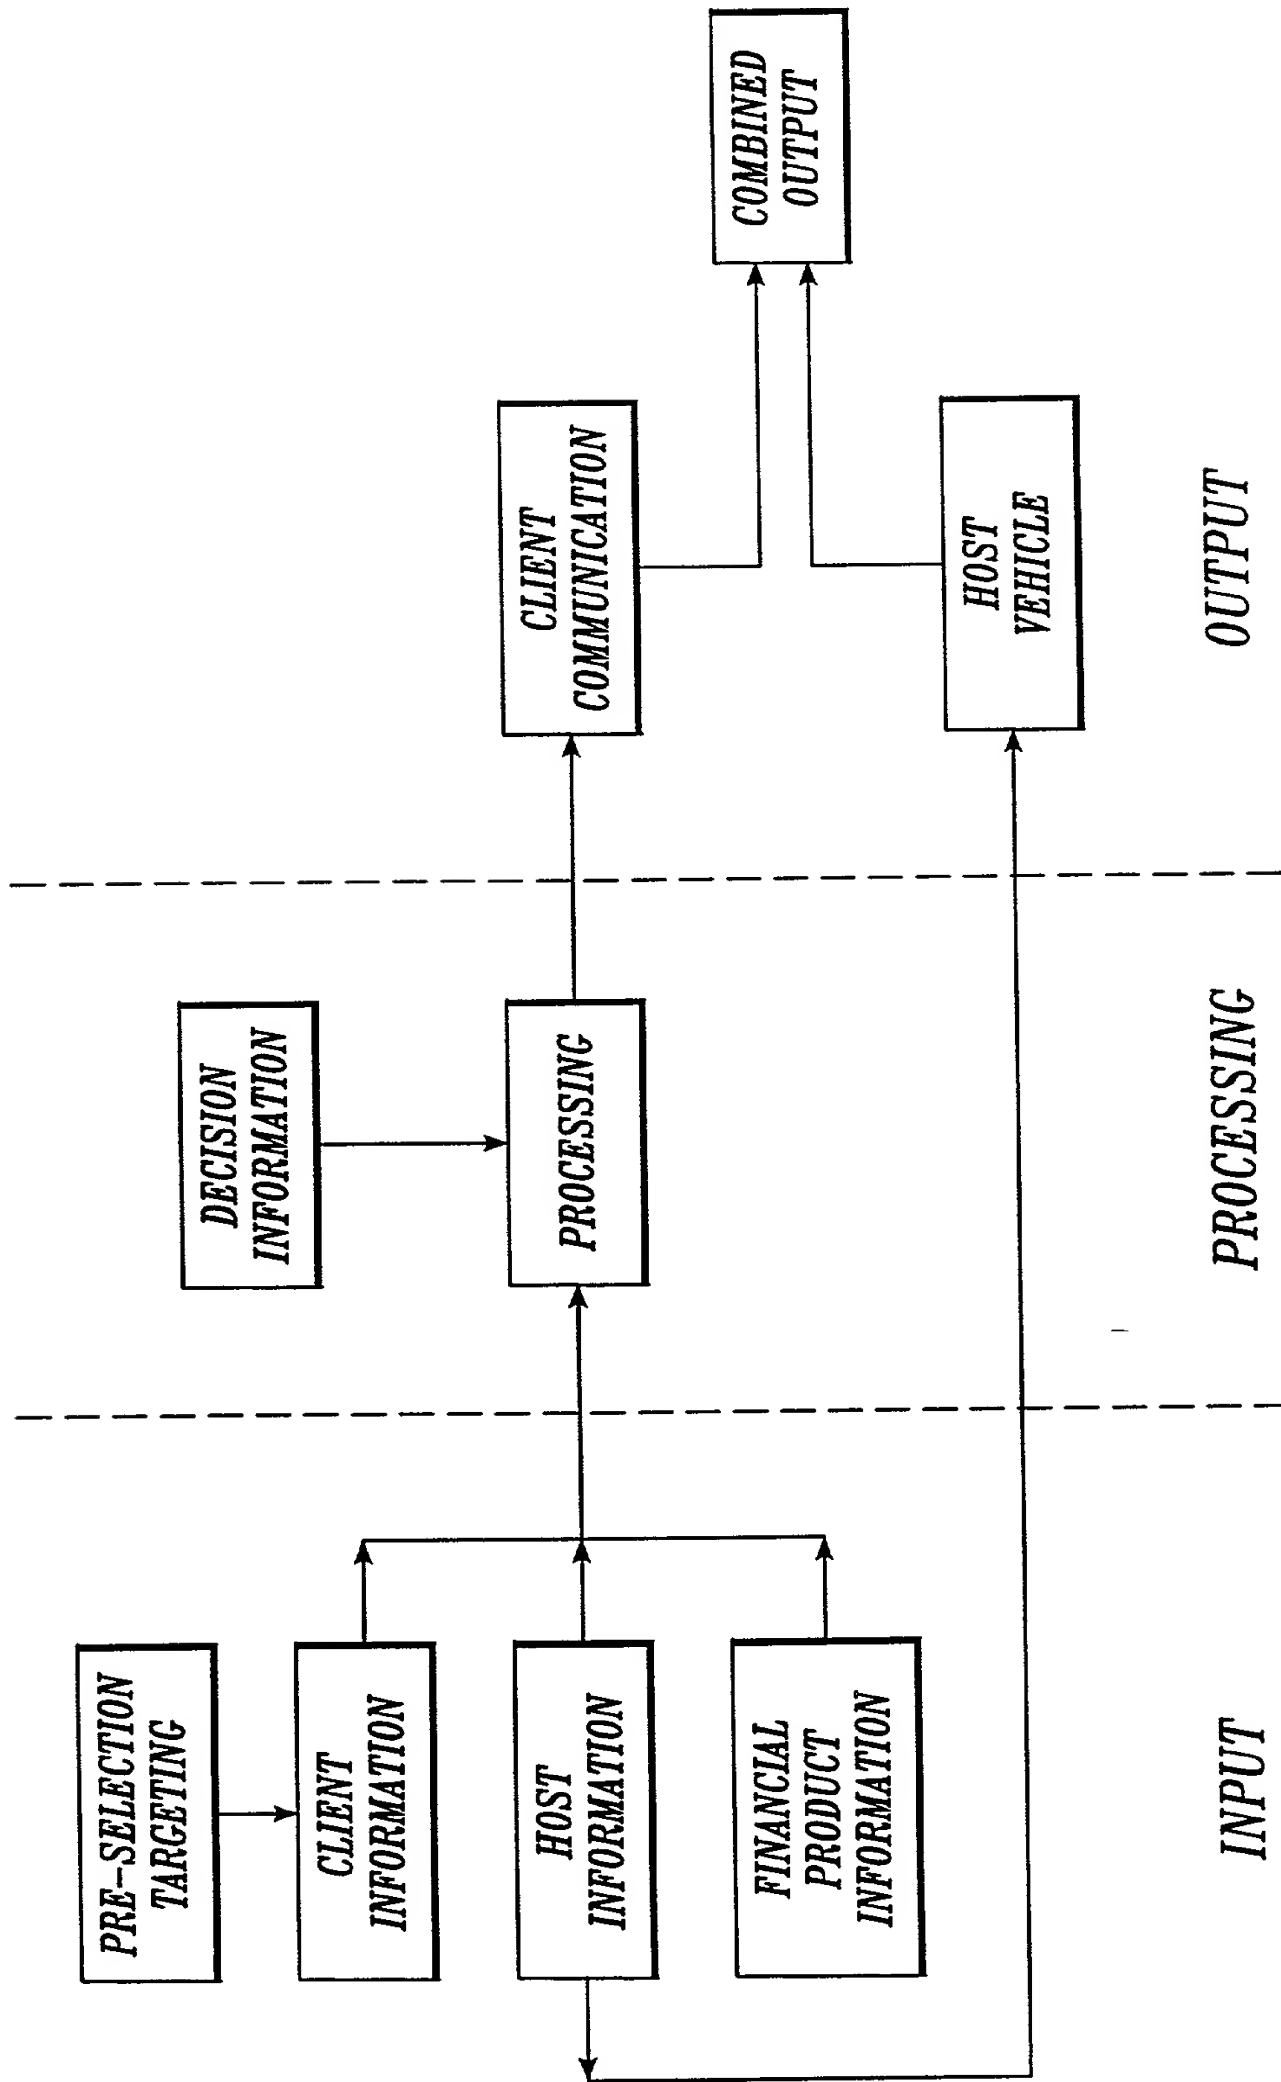 PRE-SELECTION
TARGETING
CLIENT
INFORMATION
HOST
INFORMATION
FINANCIAL
PRODUCT
INFORMATION
INPUT
DECISION
INFORMATION
PROCESSING
PROCESSING
CLIENT
COMMUNICATION
HOST
VEHICLE
OUTPUT
COMBINED
OUTPUT